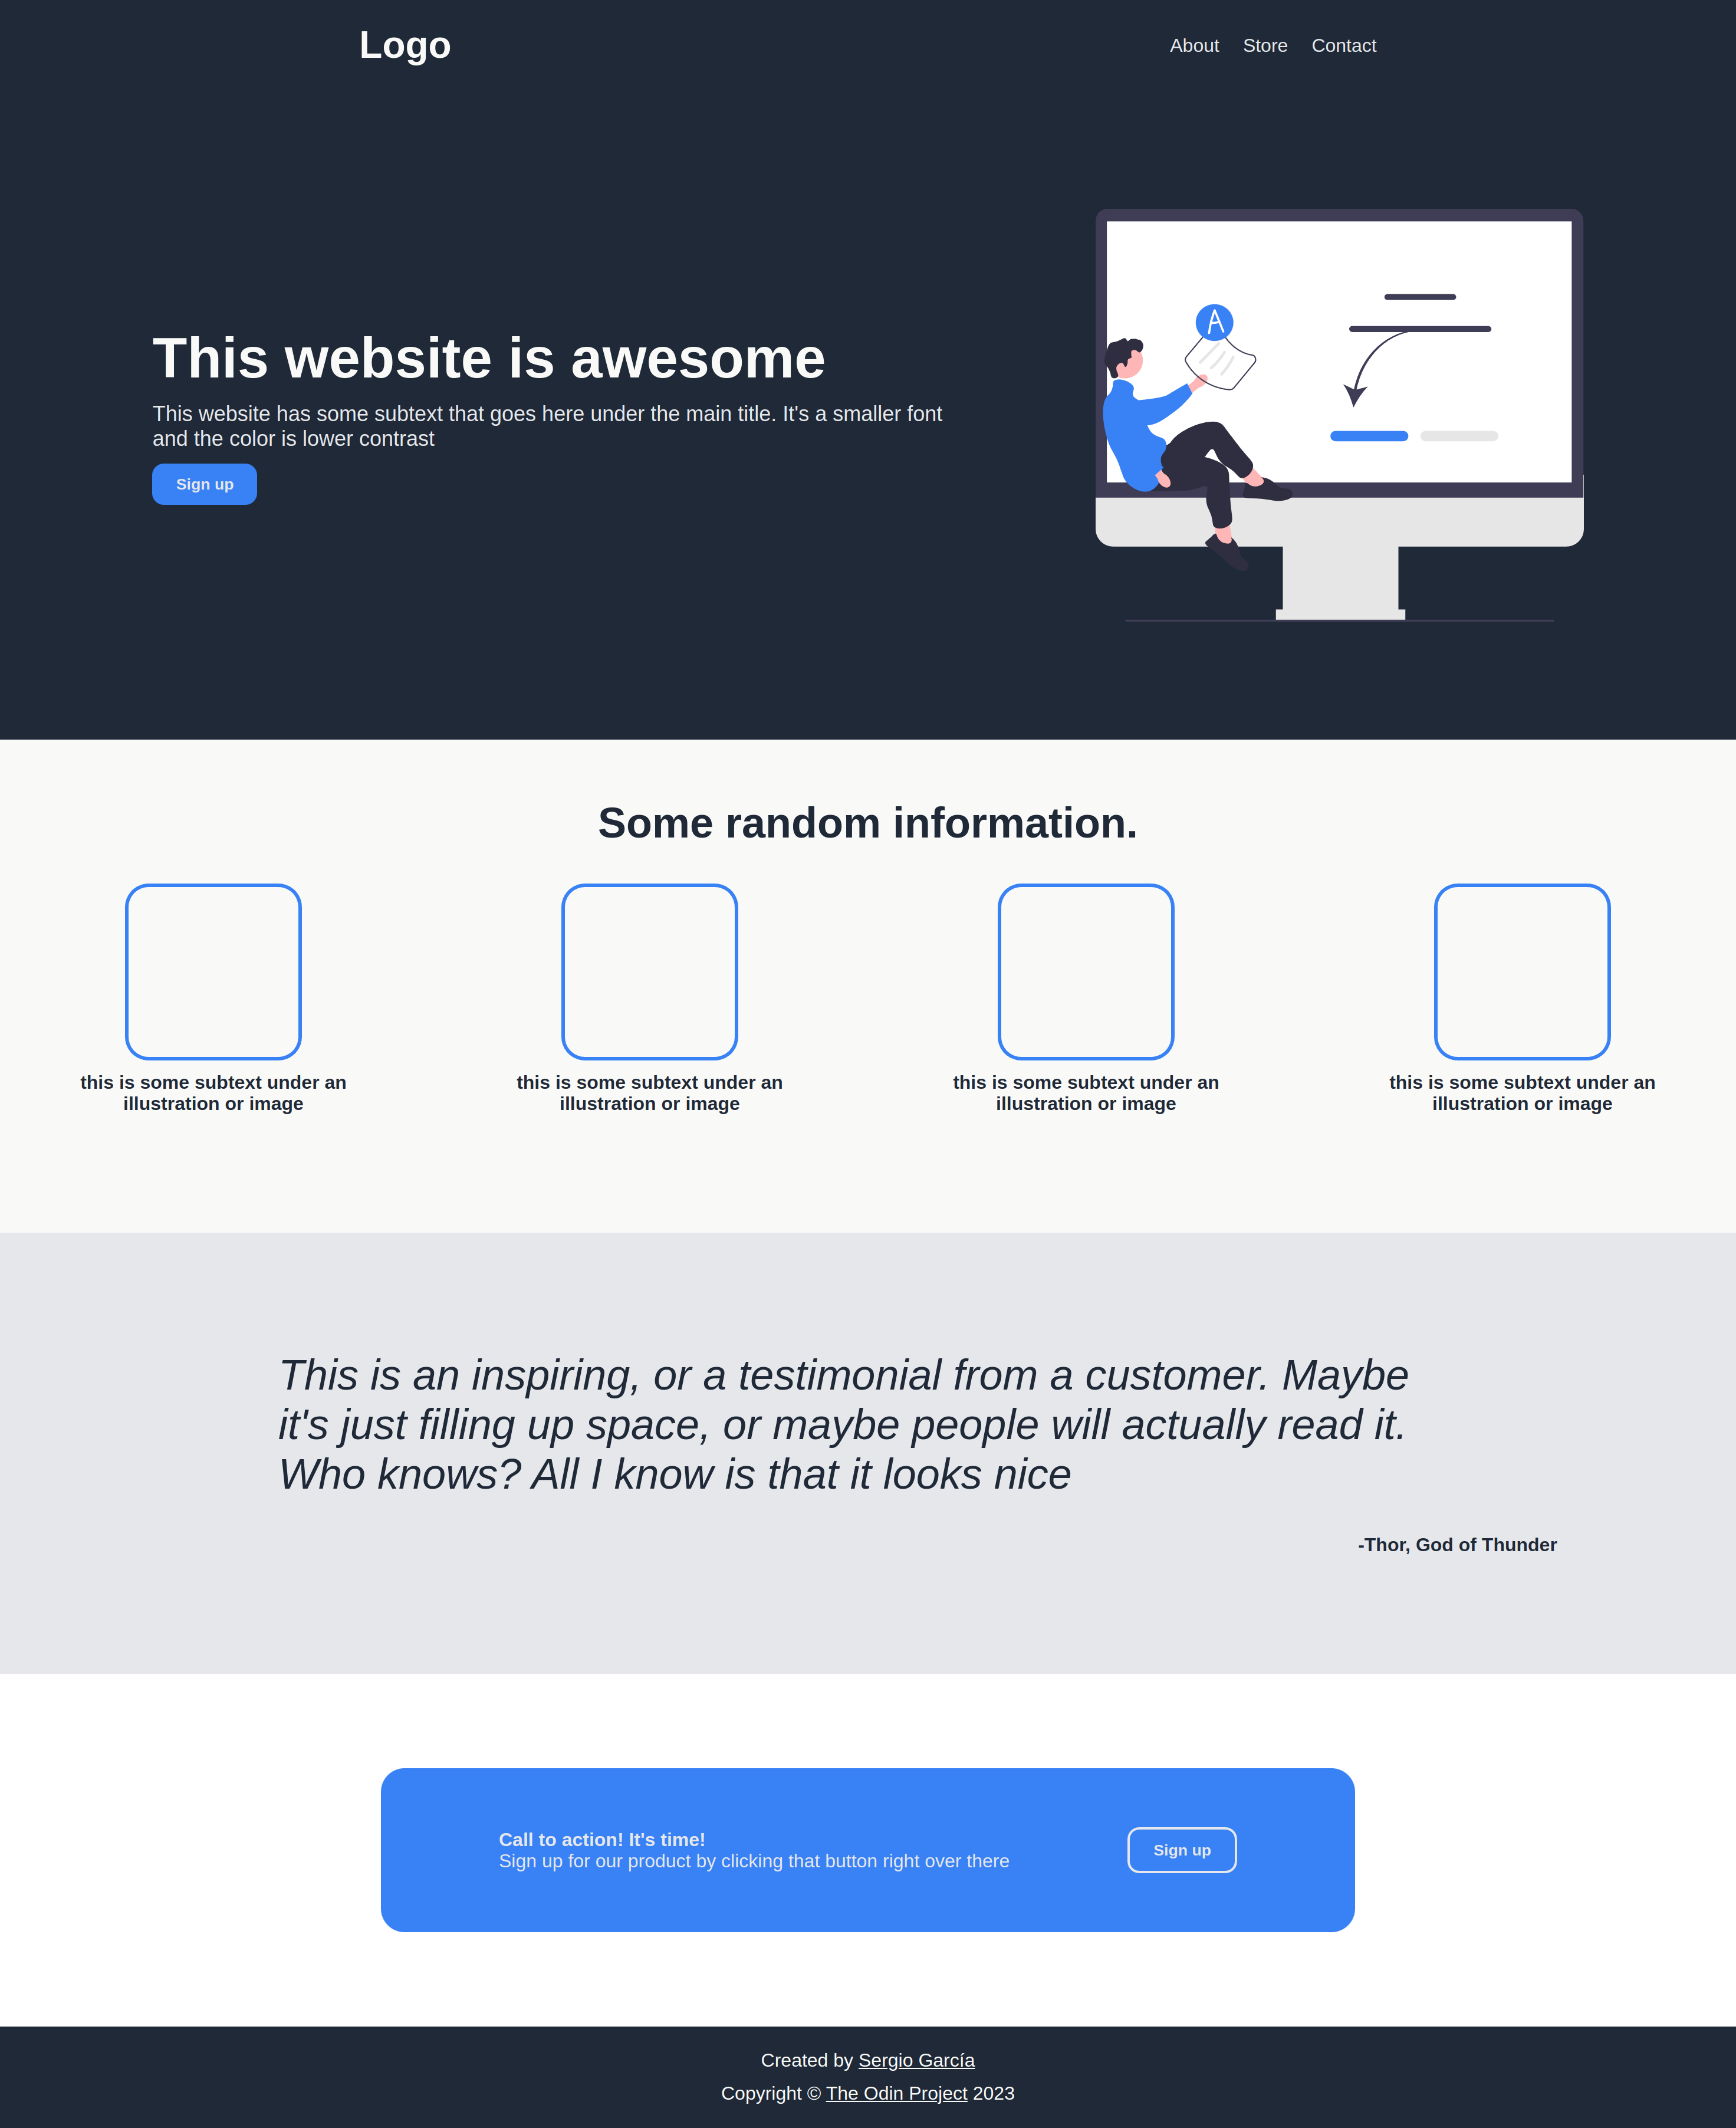 Logo
About Store Contact
A
This website is awesome
This website has some subtext that goes here under the main title. It's a smaller font
and the color is lower contrast
Sign up
Some random information.
this is some subtext under an
illustration or image
this is some subtext under an
illustration or image
this is some subtext under an
illustration or image
this is some subtext under an
illustration or image
This is an inspiring, or a testimonial from a customer. Maybe
it's just filling up space, or maybe people will actually read it.
Who knows? All I know is that it looks nice
-Thor, God of Thunder
Call to action! It's time!
Sign up for our product by clicking that button right over there
Sign up
Created by Sergio García
Copyright © The Odin Project 2023